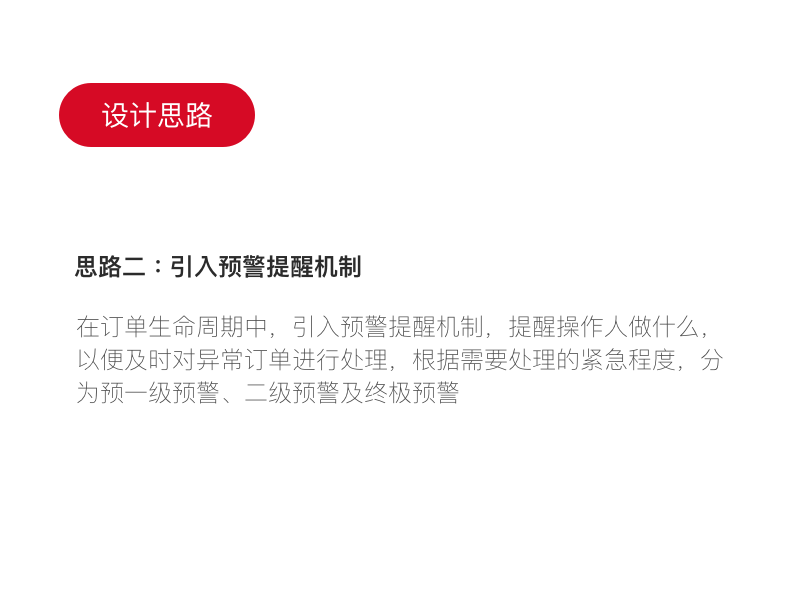 设计思路
思路二：引入预警提醒机制
在订单生命周期中，引入预警提醒机制，提醒操作人做什么，
以便及时对异常订单进行处理，根据需要处理的紧急程度，分
为预一级预警、二级预警及终极预警